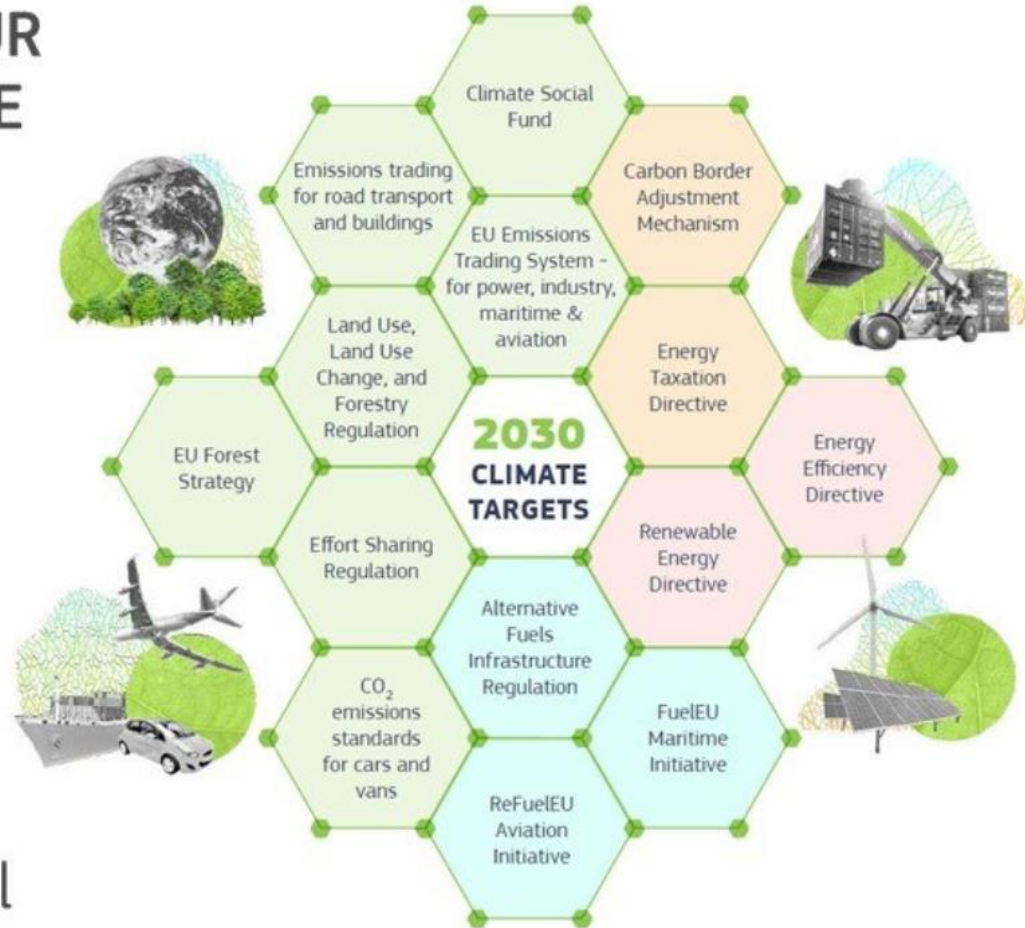 UR
E
Climate Social
Fund
Emissions trading
for road transport
and buildings
Carbon Border
Adjustment
Mechanism
EU Emissions
Trading System -
for power, industry,
maritime &
aviation
Land Use,
Land Use
Change, and
Forestry
Regulation
Energy
Taxation
Directive
EU Forest
Strategy
2030
CLIMATE
TARGETS
Energy
Efficiency
Directive
Effort Sharing
Regulation
Renewable
Energy
Directive
Alternative
Fuels
Infrastructure
Regulation
CO₂
emissions
standards
for cars and
vans
FuelEU
Maritime
Initiative
ReFuelEU
Aviation
Initiative
l